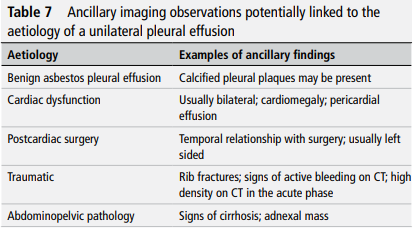 Table 7 Ancillary imaging observations potentially linked to the
aetiology of a unilateral pleural effusion
Aetiology Examples of ancillary findings
Benign asbestos pleural effusion Calcified pleural plaques may be present
Cardiac dysfunction Usually bilateral; cardiomegaly; pericardial
effusion
Postcardiac surgery Temporal relationship with surgery; usually left
sided
Traumatic Rib fractures; signs of active bleeding on CT; high
density on CT in the acute phase
Abdominopelvic pathology Signs of cirrhosis; adnexal mass